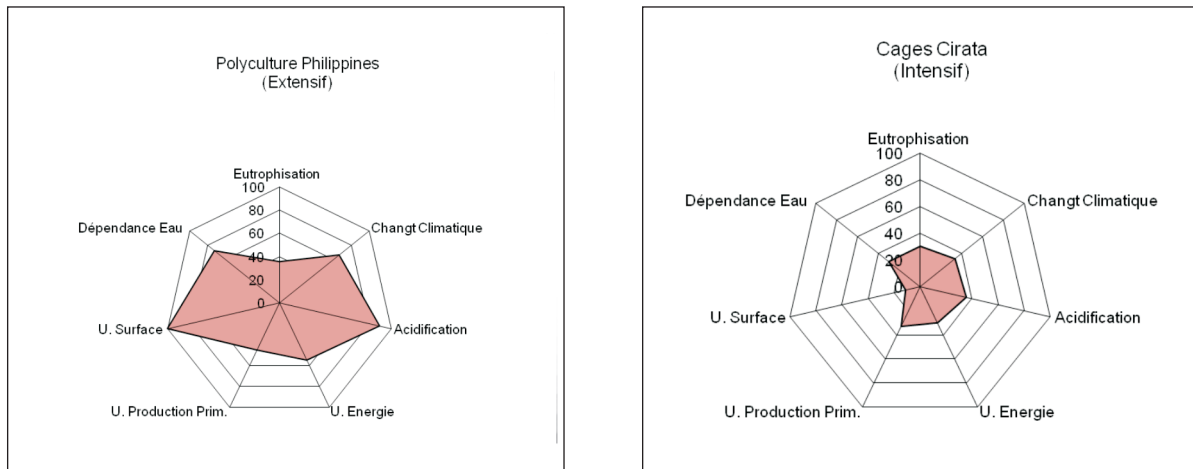 Polyculture Philippines
(Extensif)
Eutrophisation
100
80
60
40
20
0
Dépendance Eau
Changt Climatique
U. Surface
Acidification
U. Production Prim.
U. Energie
Cages Cirata
(Intensif)
Eutrophisation
100
80
60
40
20
0
Dépendance Eau
Changt Climatique
U. Surface
Acidification
U. Production Prim.
U. Energie